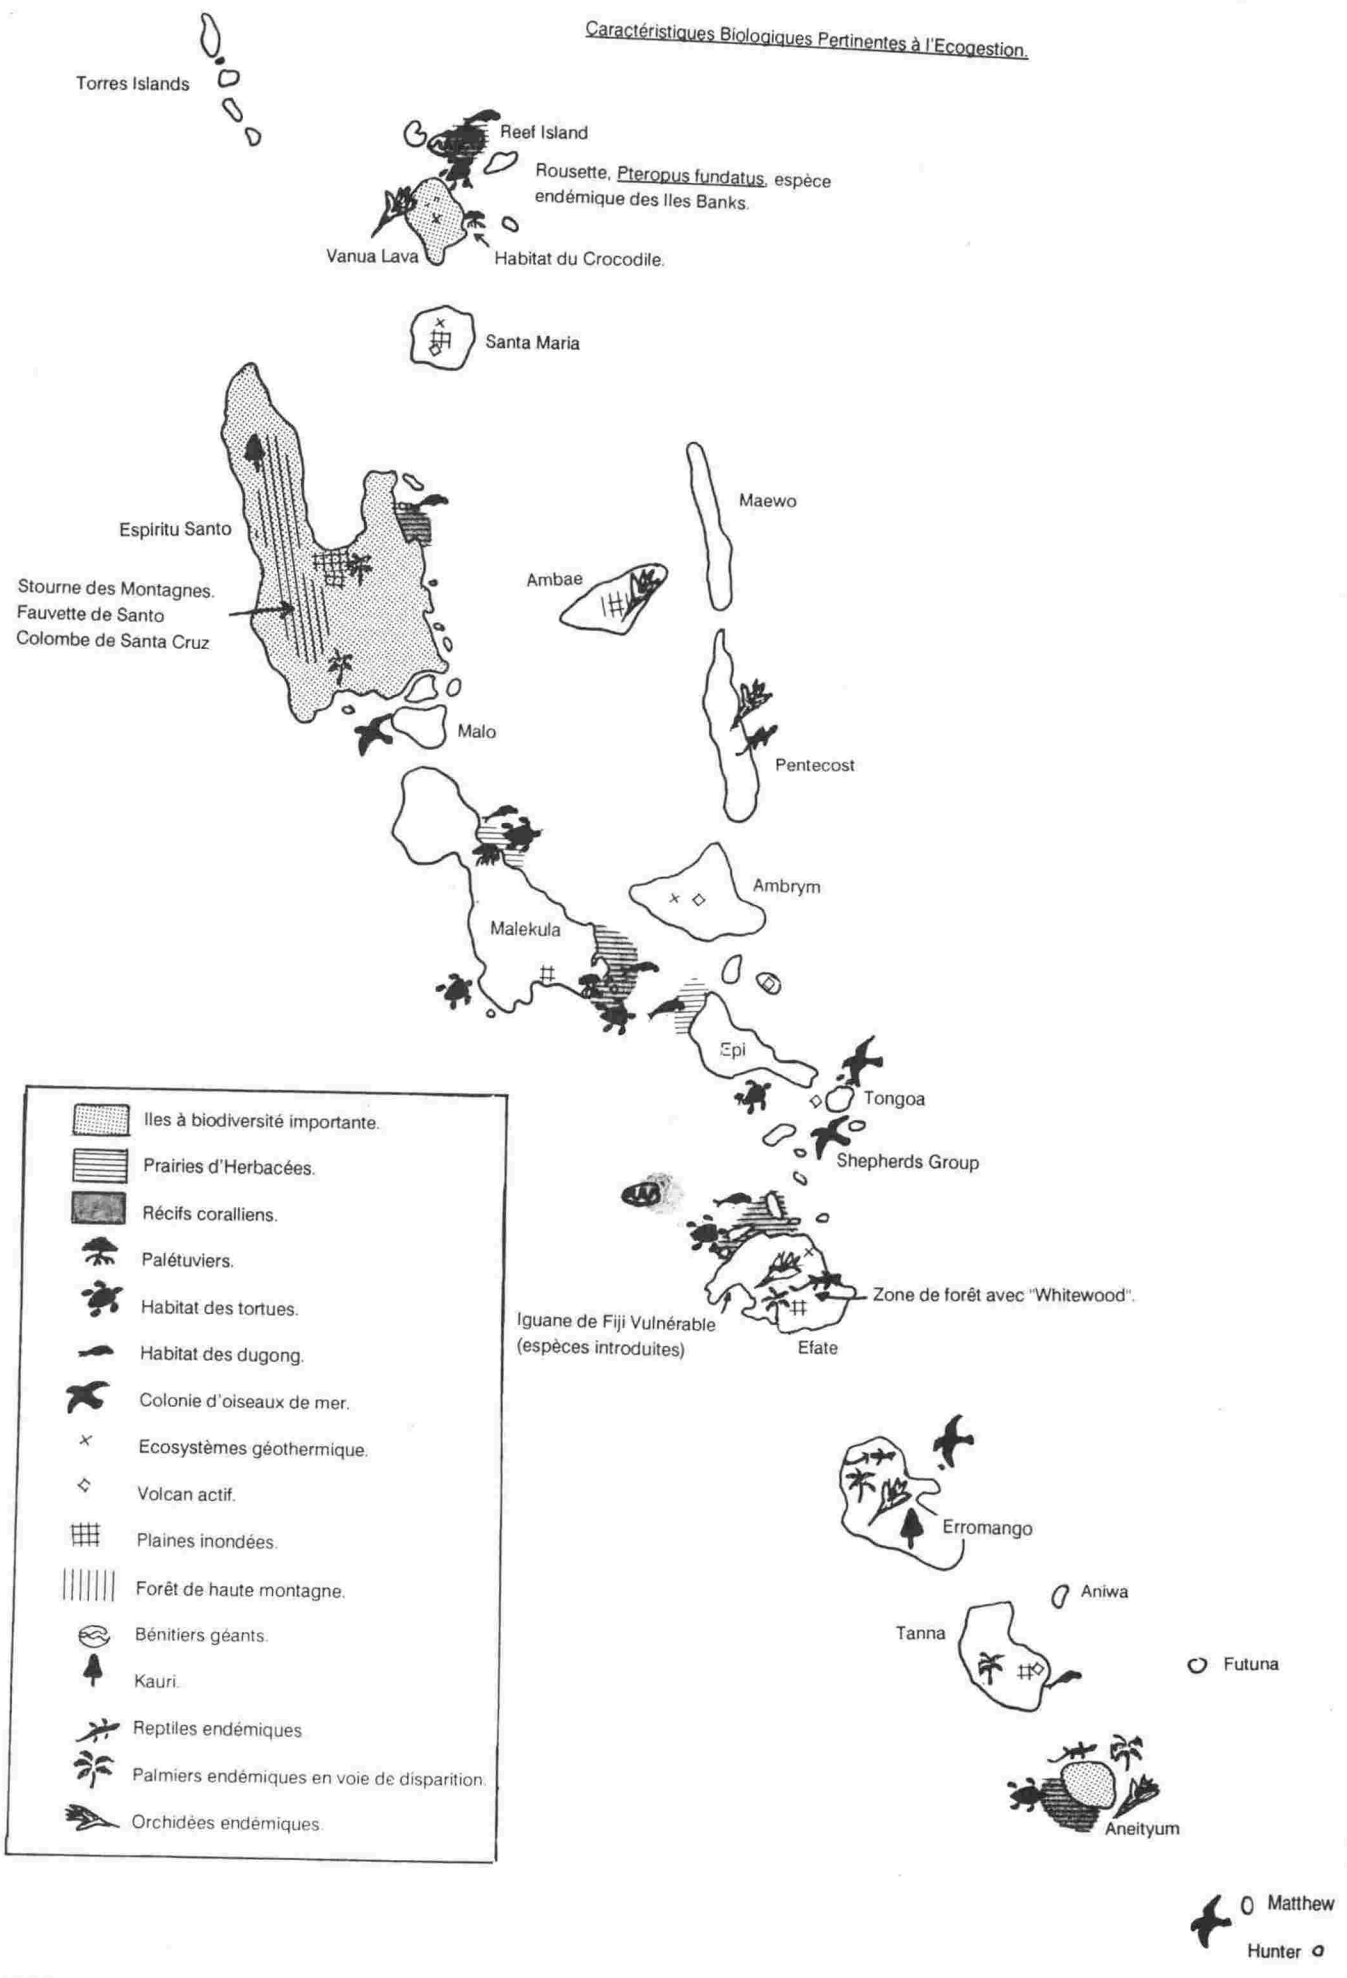 Caractéristiques Biologiques Pertinentes à l'Ecogestion.
Torres Islands
Reef Island
Rousette, Pteropus fundatus, espèce
endémique des Iles Banks.
Vanua Lava
Habitat du Crocodile.
Santa Maria
Maewo
Espiritu Santo
Ambae
Stourne des Montagnes.
Fauvette de Santo
Colombe de Santa Cruz
Malo
Pentecost
Ambrym
Malekula
Epi
Tongoa
Shepherds Group
Zone de forêt avec "Whitewood".
Iguane de Fiji Vulnérable
(espèces introduites)
Efate
Erromango
Aniwa
Tanna
Futuna
Aneityum
Matthew
Hunter
Iles à biodiversité importante.
Prairies d'Herbacées.
Récifs coralliens.
Palétuviers.
Habitat des tortues.
Habitat des dugong.
Colonie d'oiseaux de mer.
Ecosystèmes géothermique.
Volcan actif.
Plaines inondées.
Forêt de haute montagne.
Bénitiers géants.
Kauri.
Reptiles endémiques
Palmiers endémiques en voie de disparition.
Orchidèes endémiques.